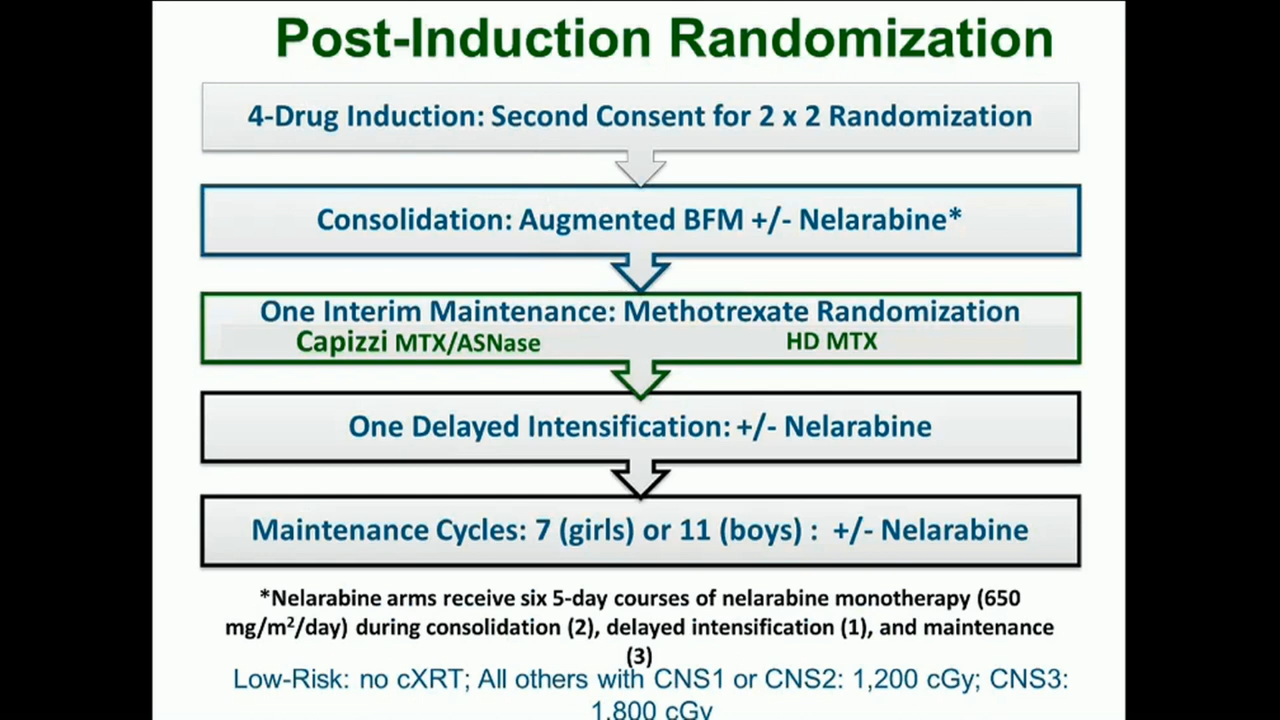 Post-Induction Randomization
4-Drug Induction: Second Consent for 2 x 2 Randomization
Consolidation: Augmented BFM +/- Nelarabine*
One Interim Maintenance: Methotrexate Randomization
Capizzi MTX/ASNase HD MTX
One Delayed Intensification: +/- Nelarabine
Maintenance Cycles: 7 (girls) or 11 (boys) : +/- Nelarabine
*Nelarabine arms receive six 5-day courses of nelarabine monotherapy (650
mg/m²/day) during consolidation (2), delayed intensification (1), and maintenance
(3)
Low-Risk: no cXRT; All others with CNS1 or CNS2: 1,200 cGy; CNS3:
1,800 cGy